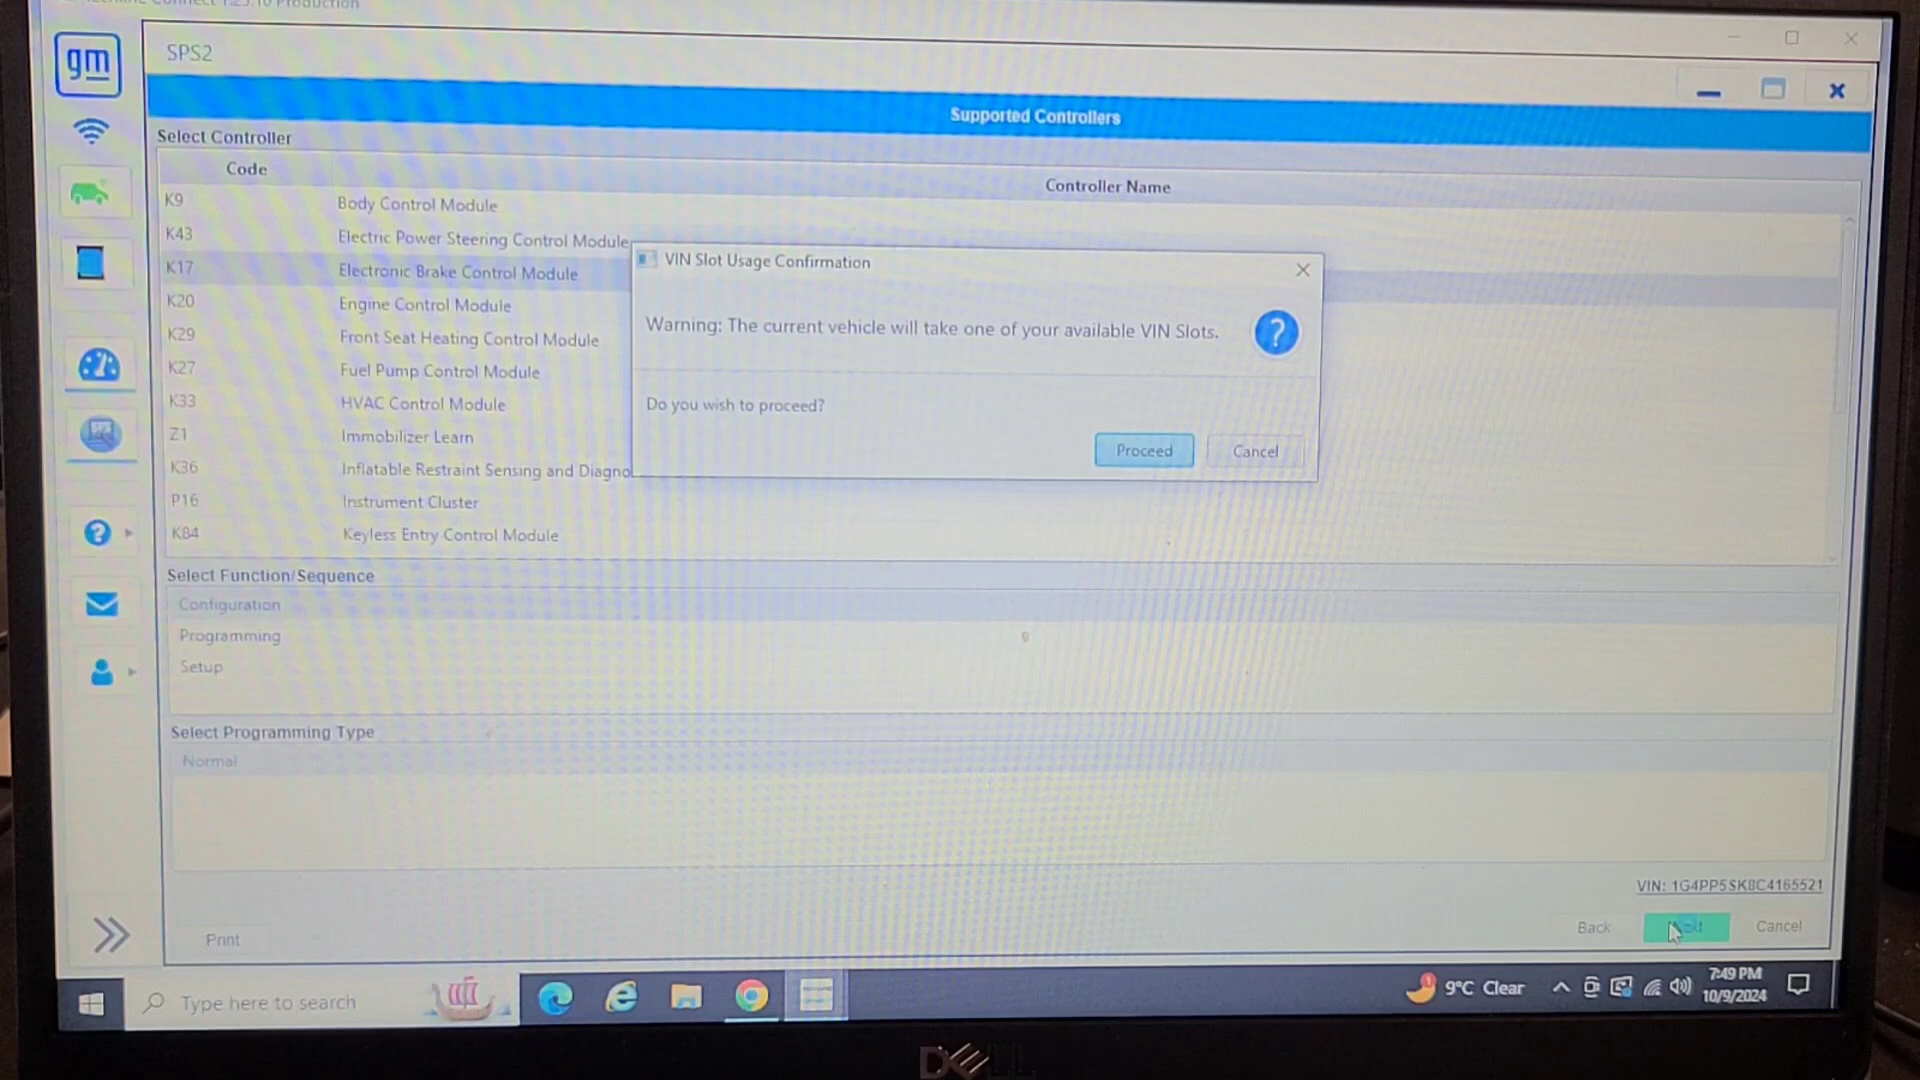 gm
SPS2
Supported Controllers
Select Controller
Code
Controller Name
K9 Body Control Module
K43 Electric Power Steering Control Module
K17 Electronic Brake Control Module
K20 Engine Control Module
K29 Front Seat Heating Control Module
K27 Fuel Pump Control Module
K33 HVAC Control Module
Z1 Immobilizer Learn
K36 Inflatable Restraint Sensing and Diagno
P16 Instrument Cluster
K84 Keyless Entry Control Module
VIN Slot Usage Confirmation
Warning: The current vehicle will take one of your available VIN Slots.
Do you wish to proceed?
Proceed
Cancel
Select Function/Sequence
Configuration
Programming
Setup
Select Programming Type
Normal
VIN: 1G4PP5SK8C4165521
Print
Back
Next
Cancel
Type here to search
9°C Clear
7:49 PM
10/9/2024
DELL